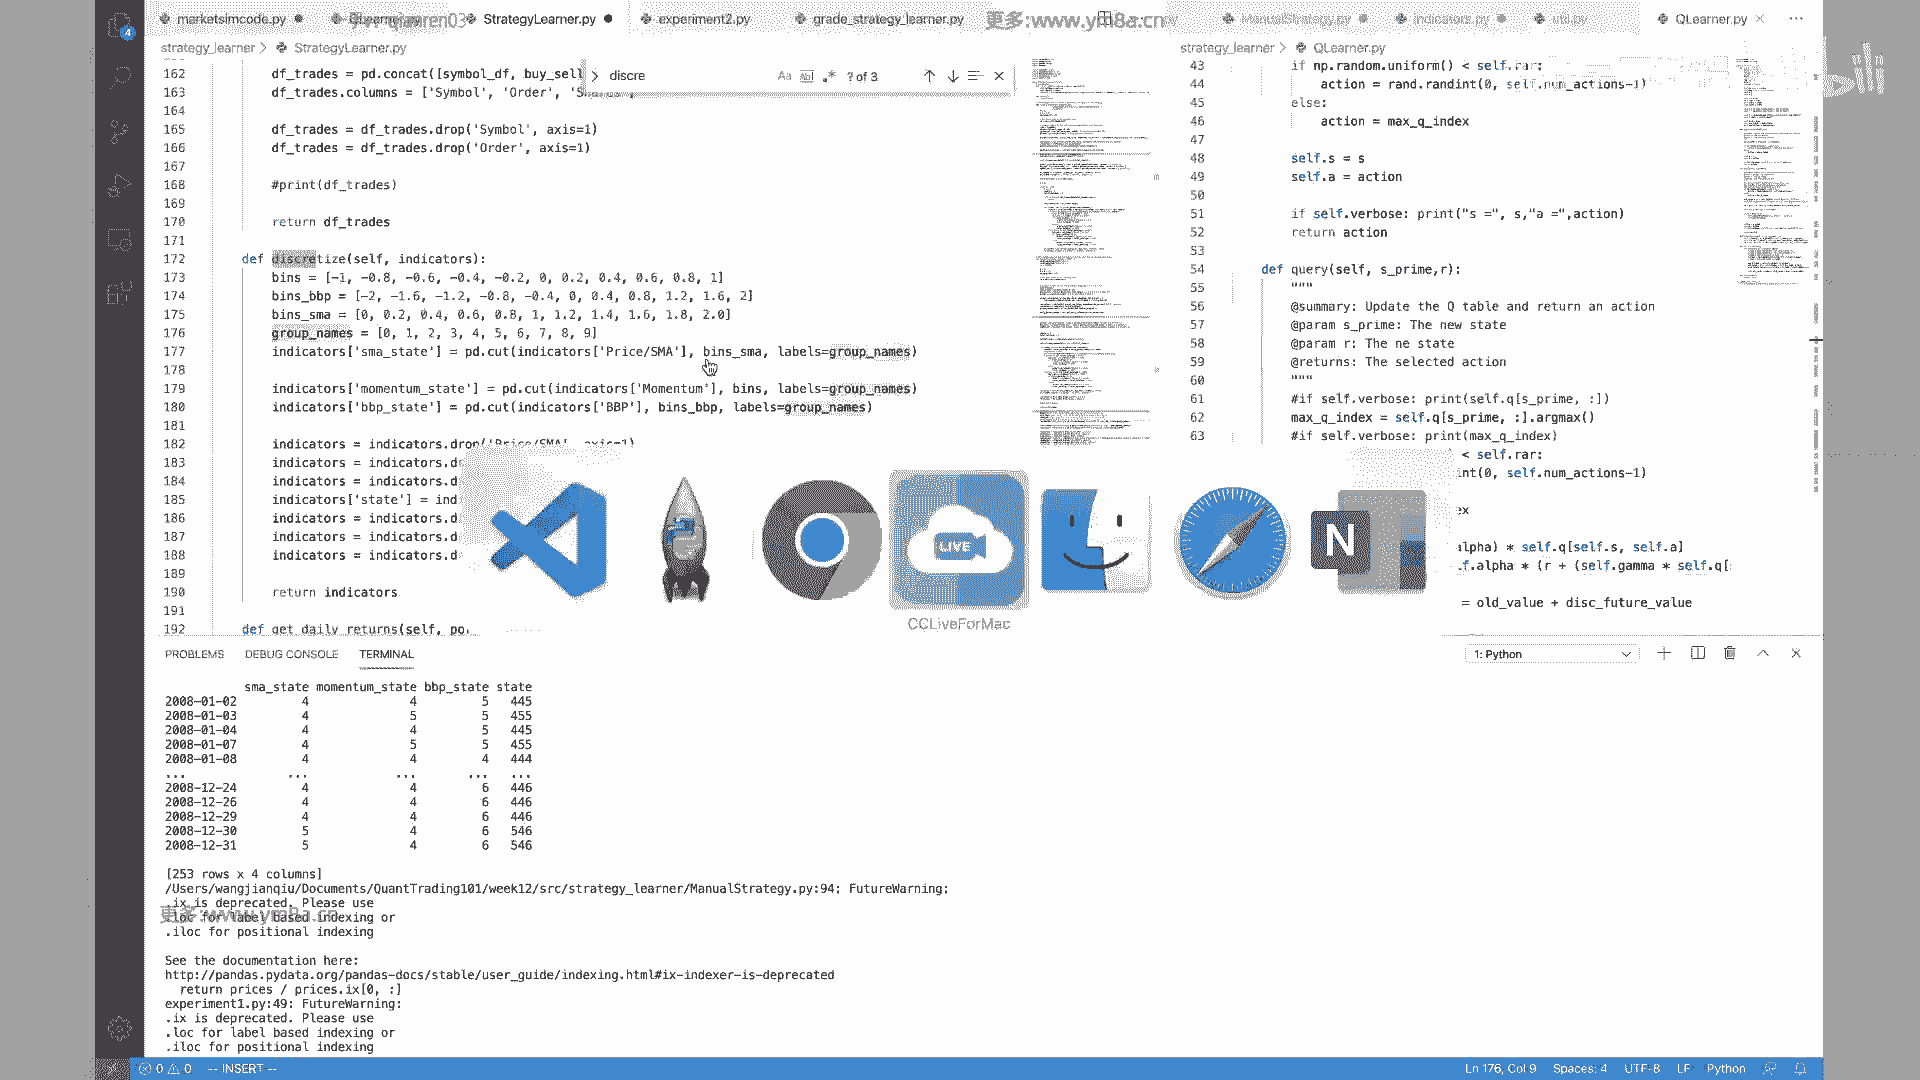 marketsimcode.py
StrategyLearner.py
experiment2.py
grade_strategy_learner.py
更多:www.ym8a.cn
ManualStrategy.py
indicators.py
util.py
QLearner.py
4
strategy_learner > StrategyLearner.py
strategy_learner > QLearner.py
discre
Aa Abl .* ? of 3
162 df_trades = pd.concat([symbol_df, buy_sell
163 df_trades.columns = ['Symbol', 'Order',
164
165 df_trades = df_trades.drop('Symbol', axis=1)
166 df_trades = df_trades.drop('Order', axis=1)
167
168 #print(df_trades)
169
170 return df_trades
171
172 def discretize(self, indicators):
173 bins = [-1, -0.8, -0.6, -0.4, -0.2, 0, 0.2, 0.4, 0.6, 0.8, 1]
174 bins_bbp = [-2, -1.6, -1.2, -0.8, -0.4, 0, 0.4, 0.8, 1.2, 1.6, 2]
175 bins_sma = [0, 0.2, 0.4, 0.6, 0.8, 1, 1.2, 1.4, 1.6, 1.8, 2.0]
176 group_names = [0, 1, 2, 3, 4, 5, 6, 7, 8, 9]
177 indicators['sma_state'] = pd.cut(indicators['Price/SMA'], bins_sma, labels=group_names)
178
179 indicators['momentum_state'] = pd.cut(indicators['Momentum'], bins, labels=group_names)
180 indicators['bbp_state'] = pd.cut(indicators['BBP'], bins_bbp, labels=group_names)
181
182 indicators = indicators.drop('Price/SMA', axis=1)
183 indicators = indicators.d
184 indicators = indicators.d
185 indicators['state'] = ind
186 indicators = indicators.d
187 indicators = indicators.d
188 indicators = indicators.d
189
190 return indicators
191
192 def get_daily_returns(self, po
43 if np.random.uniform() < self.rar:
44 action = rand.randint(0, self.num_actions-1)
45 else:
46 action = max_q_index
47
48 self.s = s
49 self.a = action
50
51 if self.verbose: print("s =", s,"a =",action)
52 return action
53
54 def query(self, s_prime,r):
55 """
56 @summary: Update the Q table and return an action
57 @param s_prime: The new state
58 @param r: The ne state
59 @returns: The selected action
60 """
61 #if self.verbose: print(self.q[s_prime, :])
62 max_q_index = self.q[s_prime, :].argmax()
63 #if self.verbose: print(max_q_index)
< self.rar:
int(0, self.num_actions-1)
ex
alpha) * self.q[self.s, self.a]
lf.alpha * (r + (self.gamma * self.q[
= old_value + disc_future_value
LIVE
N
CCLiveForMac
PROBLEMS DEBUG CONSOLE TERMINAL
1: Python
sma_state momentum_state bbp_state state
2008-01-02 4 4 5 445
2008-01-03 4 5 5 455
2008-01-04 4 4 5 445
2008-01-07 4 5 5 455
2008-01-08 4 4 4 444
... ... ... ... ...
2008-12-24 4 4 6 446
2008-12-26 4 4 6 446
2008-12-29 4 4 6 446
2008-12-30 5 4 6 546
2008-12-31 5 4 6 546
[253 rows x 4 columns]
/Users/wangjianqiu/Documents/QuantTrading101/week12/src/strategy_learner/ManualStrategy.py:94: FutureWarning:
.ix is deprecated. Please use
.loc for label based indexing or
更多:www.ym8a.cn
.iloc for positional indexing
See the documentation here:
http://pandas.pydata.org/pandas-docs/stable/user_guide/indexing.html#ix-indexer-is-deprecated
return prices / prices.ix[0, :]
experiment1.py:49: FutureWarning:
.ix is deprecated. Please use
.loc for label based indexing or
.iloc for positional indexing
0 0 -- INSERT --
Ln 176, Col 9 Spaces: 4 UTF-8 LF Python